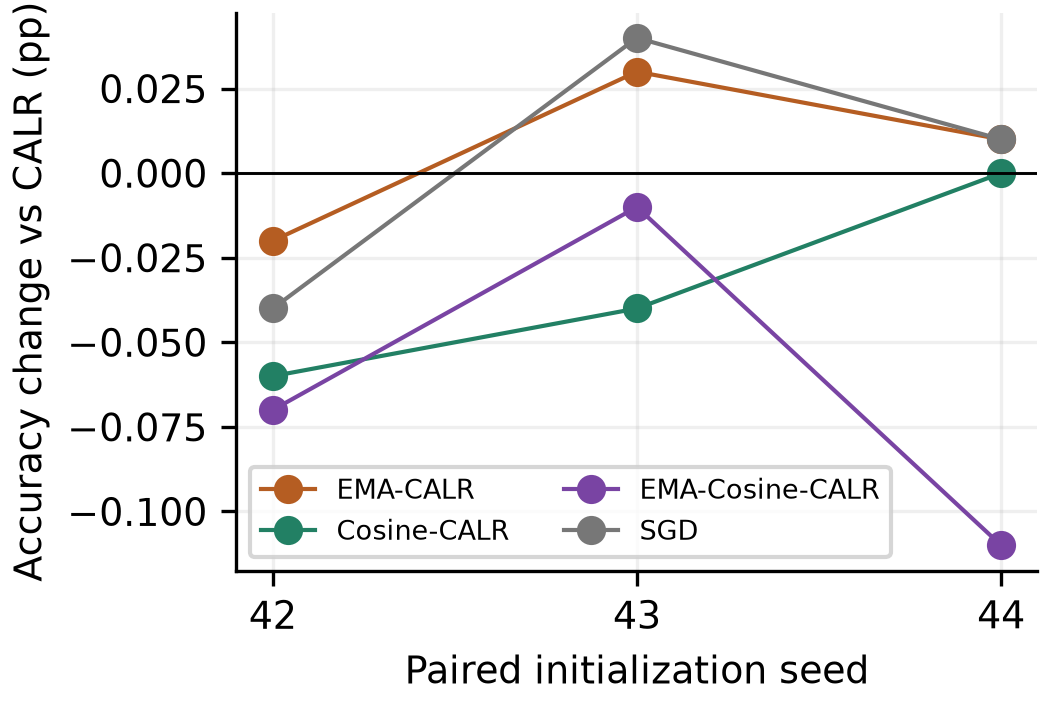 Accuracy change vs CALR (pp)
0.025
0.000
−0.025
−0.050
−0.075
−0.100
EMA-CALR
Cosine-CALR
EMA-Cosine-CALR
SGD
42
43
44
Paired initialization seed